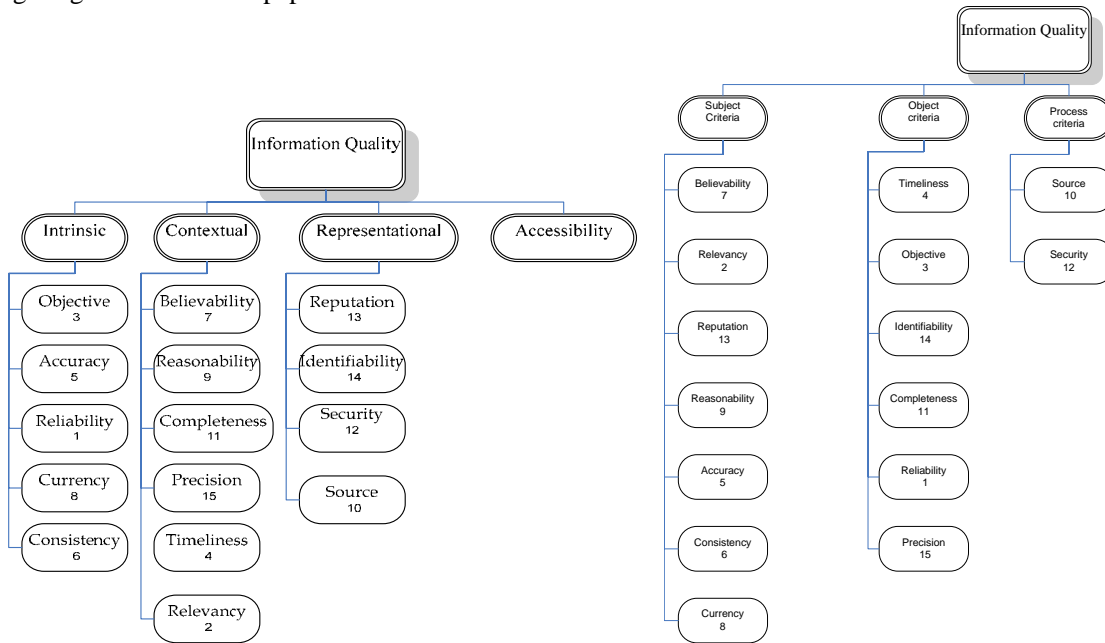 Information Quality
Intrinsic
Contextual
Representational
Accessibility
Objective
3
Accuracy
5
Reliability
1
Currency
8
Consistency
6
Believability
7
Reasonability
9
Completeness
11
Precision
15
Timeliness
4
Relevancy
2
Reputation
13
Identifiability
14
Security
12
Source
10
Information Quality
Subject
Criteria
Object
criteria
Process
criteria
Believability
7
Relevancy
2
Reputation
13
Reasonability
9
Accuracy
5
Consistency
6
Currency
8
Timeliness
4
Objective
3
Identifiability
14
Completeness
11
Reliability
1
Precision
15
Source
10
Security
12